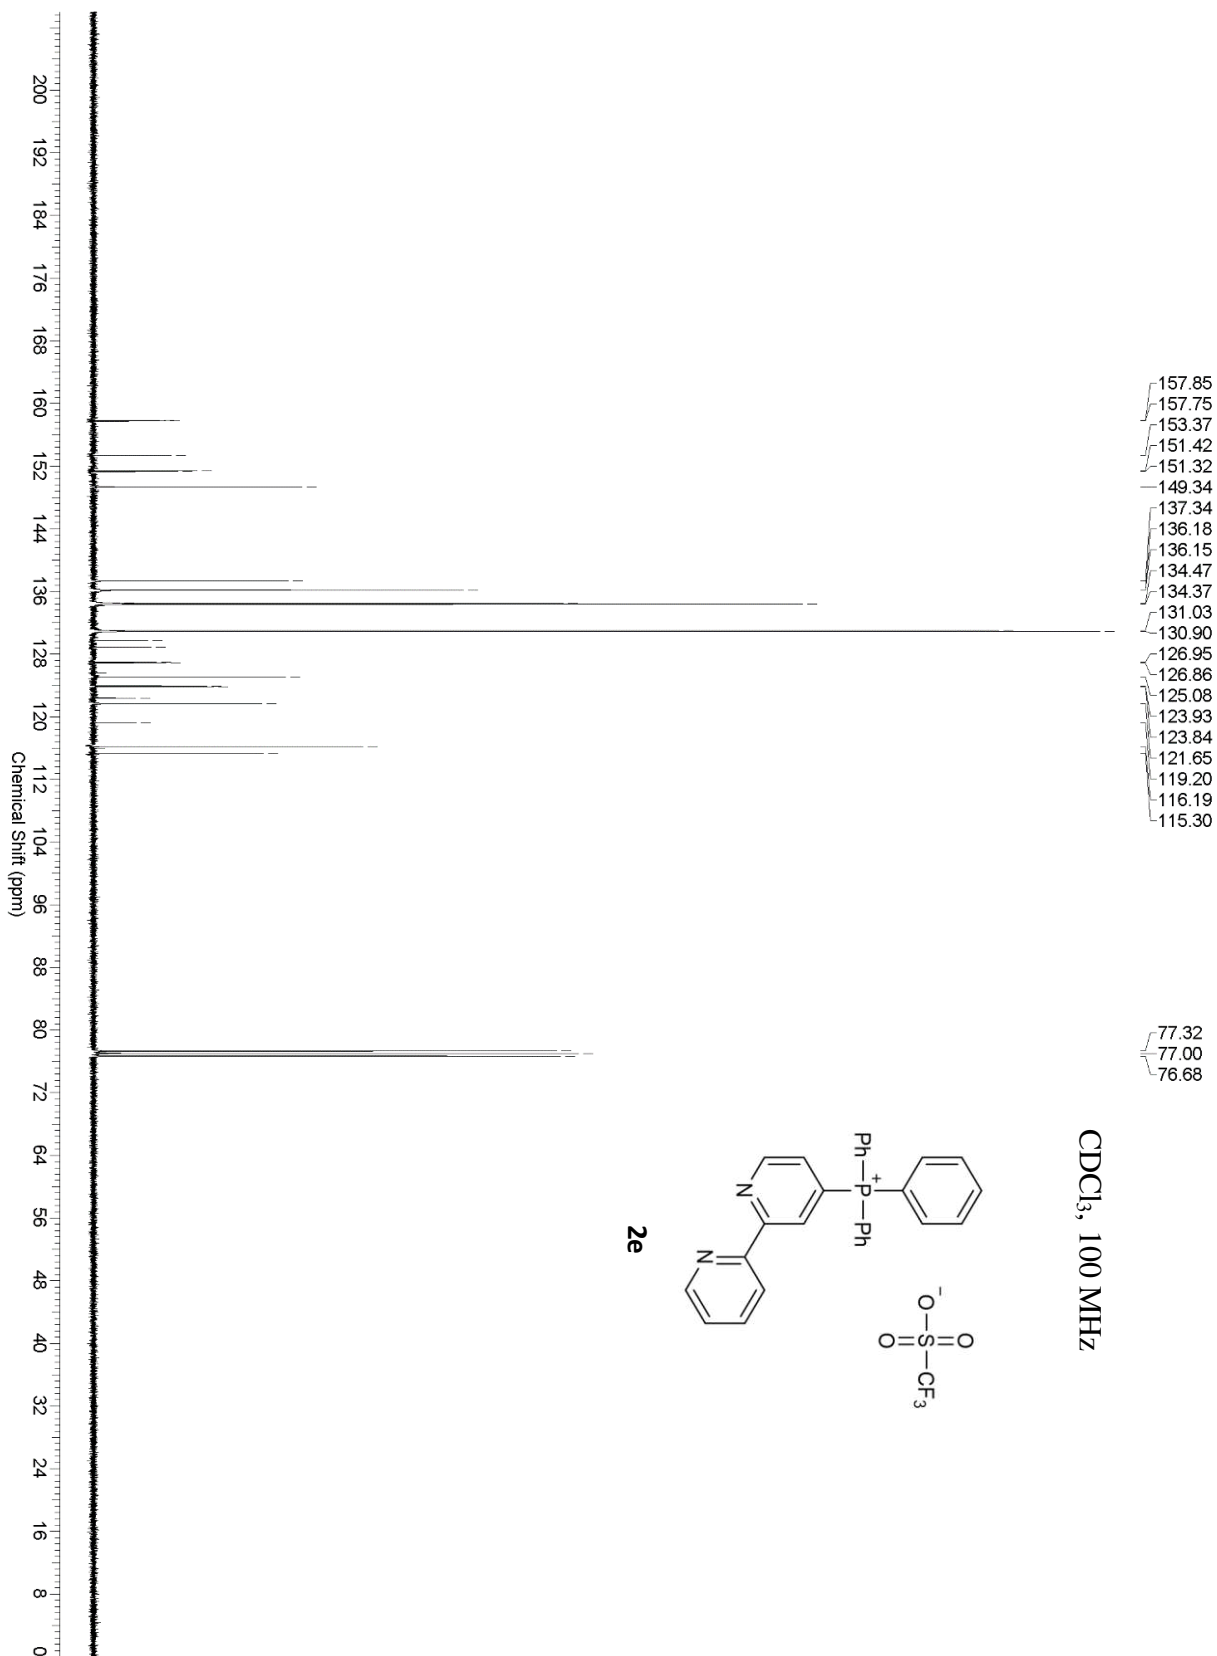 157.85
157.75
153.37
151.42
151.32
149.34
137.34
136.18
136.15
134.47
134.37
131.03
130.90
126.95
126.86
125.08
123.93
123.84
121.65
119.20
116.19
115.30
77.32
77.00
76.68
CDCl₃, 100 MHz
Ph
P
+
Ph
N
N
O
-
O
S
O
CF₃
2e
200 192 184 176 168 160 152 144 136 128 120 112 104 96 88 80 72 64 56 48 40 32 24 16 8 0
Chemical Shift (ppm)